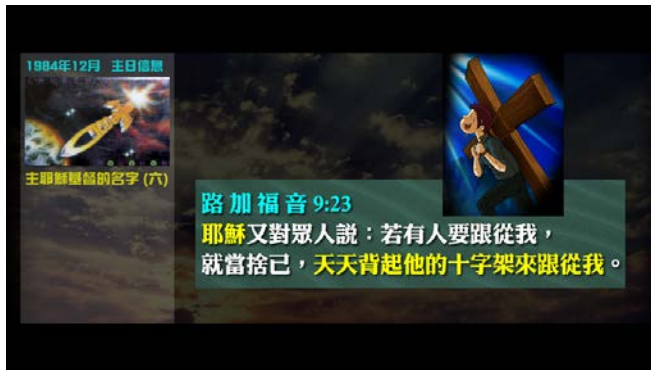 1984年12月 主日信息
主耶穌基督的名字 (六)
路加福音 9:23
耶穌又對眾人說：若有人要跟從我，
就當捨己，天天背起他的十字架來跟從我。